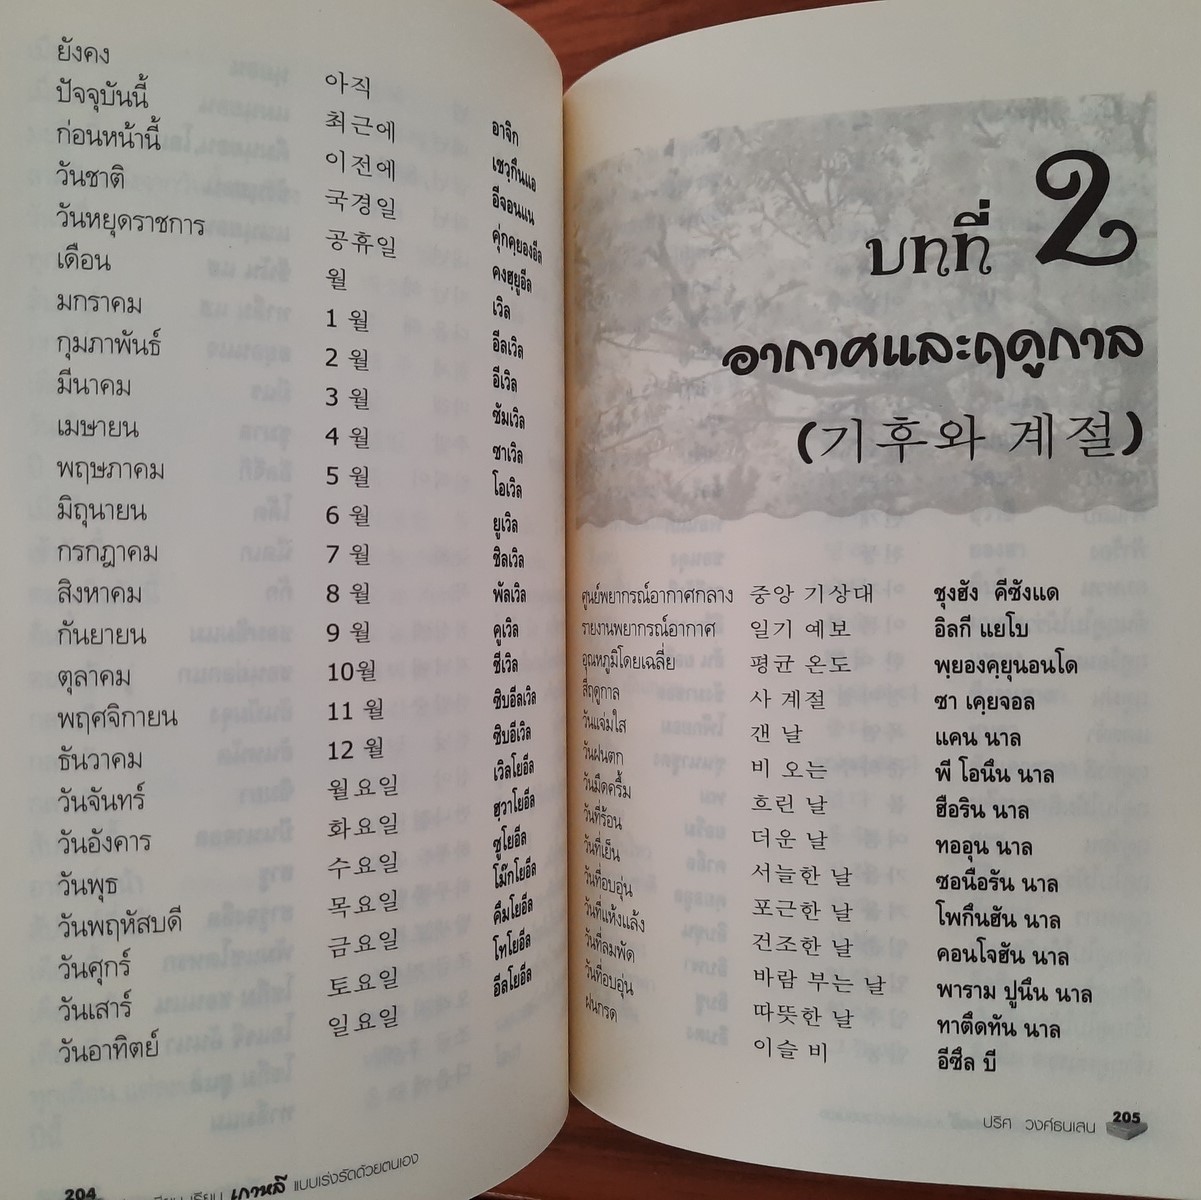 ยังคง 아직 อาจิก
ปัจจุบันนี้ 최근에 เชวฺกึนแอ
ก่อนหน้านี้ 이전에 อีจอนแน
วันชาติ 국경일 คุ่กคฺยองอีล
วันหยุดราชการ 공휴일 คงฮฺยูอีล
เดือน 월 เวิล
มกราคม 1 월 อีลเวิล
กุมภาพันธ์ 2 월 อีเวิล
มีนาคม 3 월 ซัมเวิล
เมษายน 4 월 ซาเวิล
พฤษภาคม 5 월 โอเวิล
มิถุนายน 6 월 ยูเวิล
กรกฎาคม 7 월 ชิลเวิล
สิงหาคม 8 월 พัลเวิล
กันยายน 9 월 คูเวิล
ตุลาคม 10월 ซีเวิล
พฤศจิกายน 11 월 ซิบอีลเวิล
ธันวาคม 12 월 ซิบอีเวิล
วันจันทร์ 월요일 เวิลโยอีล
วันอังคาร 화요일 ฮฺวาโยอีล
วันพุธ 수요일 ซูโยอีล
วันพฤหัสบดี 목요일 โม๊กโยอีล
วันศุกร์ 금요일 คึมโยอีล
วันเสาร์ 토요일 โทโยอีล
วันอาทิตย์ 일요일 อีลโยอีล
204 เรียน เกาหลี แบบเร่งรัดด้วยตนเอง
บทที่ 2
อากาศและฤดูกาล
(기후와 계절)
ศูนย์พยากรณ์อากาศกลาง 중앙 기상대 ชุงฮัง คีซังแด
รายงานพยากรณ์อากาศ 일기 예보 อิลกี แยโบ
อุณหภูมิโดยเฉลี่ย 평균 온도 พฺยองคฺยุนอนโด
สี่ฤดูกาล 사 계절 ซา เคฺยจอล
วันแจ่มใส 갠 날 แคน นาล
วันฝนตก 비 오는 พี โอนึน นาล
วันมืดครึ้ม 흐린 날 ฮือริน นาล
วันที่ร้อน 더운 날 ทออุน นาล
วันที่เย็น 서늘한 날 ซอนือรัน นาล
วันที่อบอุ่น 포근한 날 โพกึนฮัน นาล
วันที่แห้งแล้ง 건조한 날 คอนโจฮัน นาล
วันที่ลมพัด 바람 부는 날 พาราม ปูนึน นาล
วันที่อบอุ่น 따뜻한 날 ทาตึดทัน นาล
ฝนกรด 이슬 비 อีซึล บี
ปริศ วงศ์ธนเสน 205